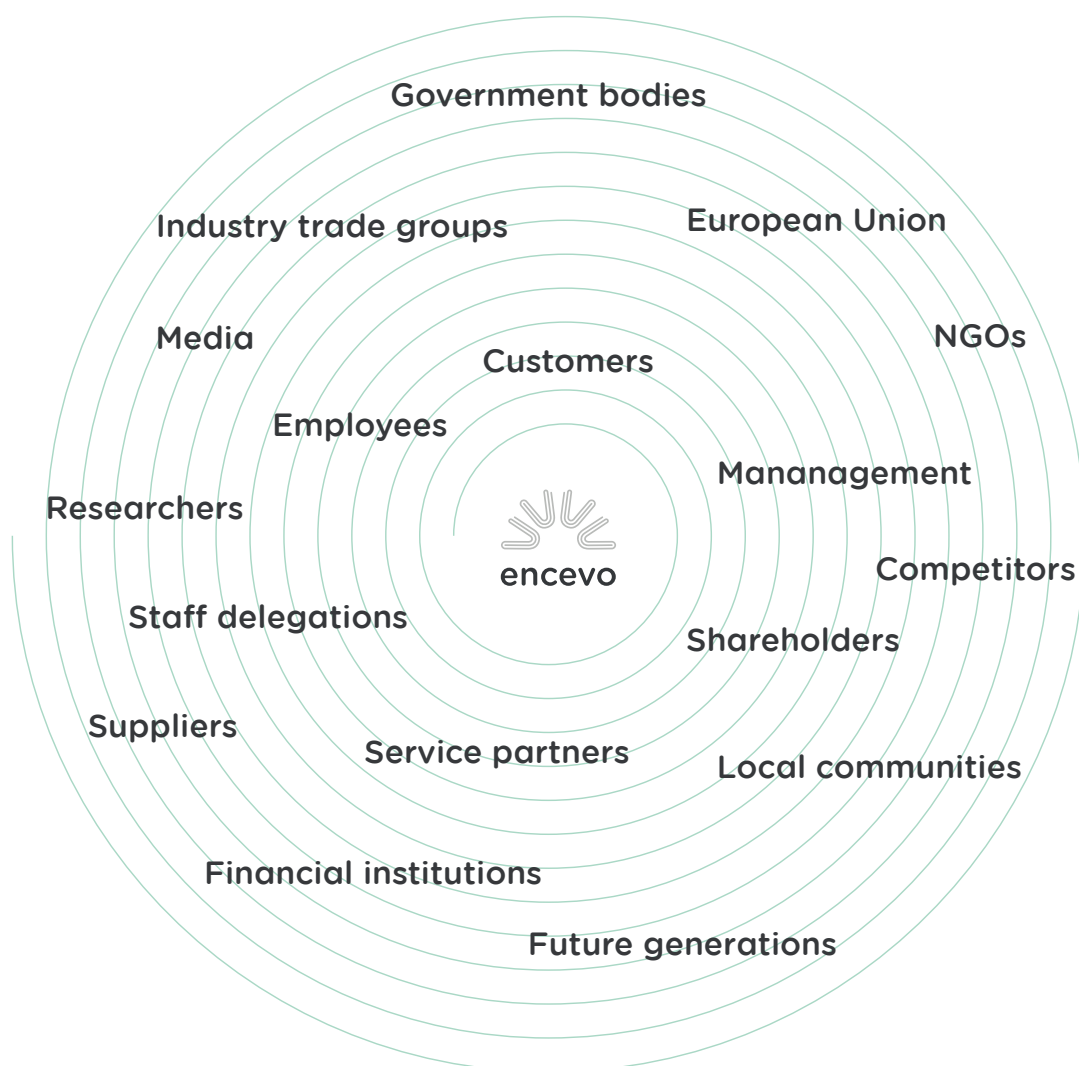 Government bodies
Industry trade groups
European Union
Media
NGOs
Customers
Employees
Mananagement
Researchers
encevo
Competitors
Staff delegations
Shareholders
Suppliers
Service partners
Local communities
Financial institutions
Future generations